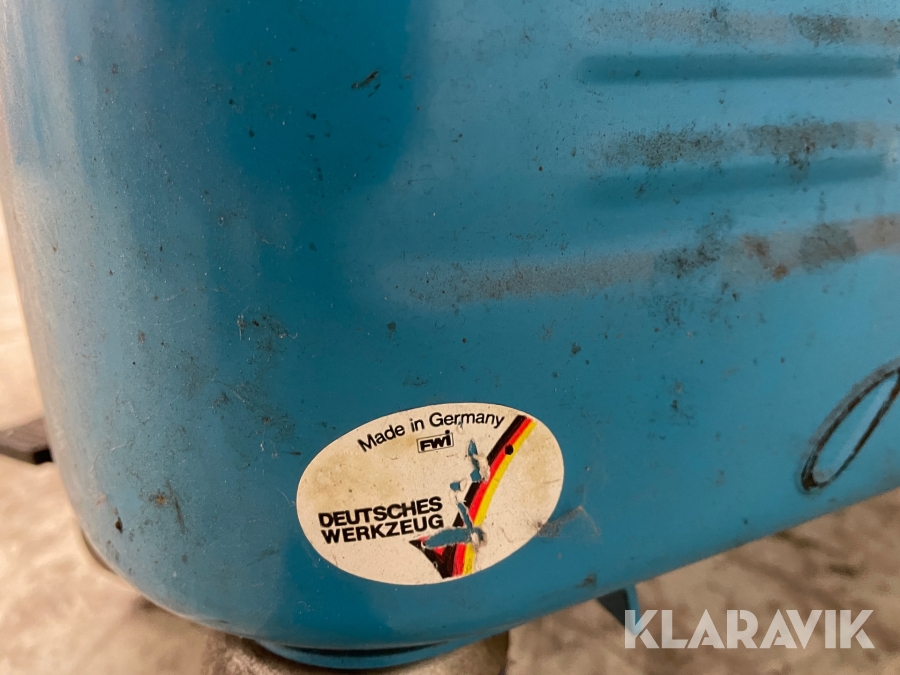 Made in Germany
FWI
DEUTSCHES
WERKZEUG
KLARAVIK